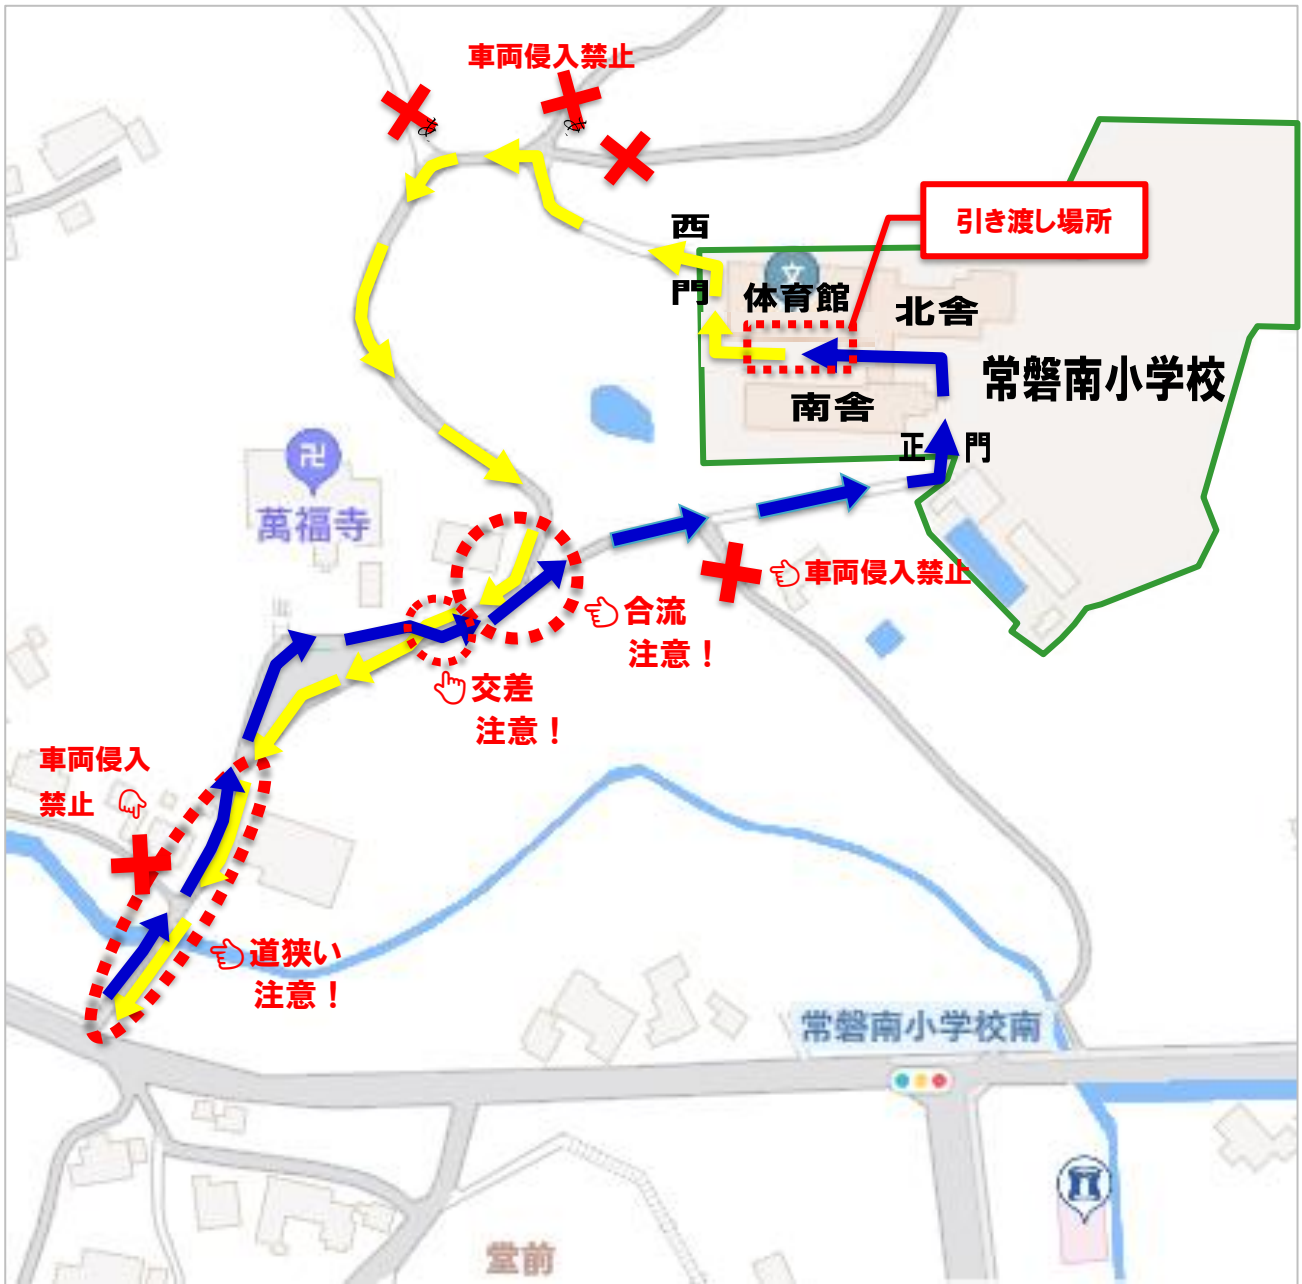 車両侵入禁止
引き渡し場所
西
門
文
体育館
北舎
常磐南小学校
南舎
正 門
卍
萬福寺
車両侵入禁止
合流
注意!
交差
注意!
車両侵入
禁止
道狭い
注意!
常磐南小学校南
堂前